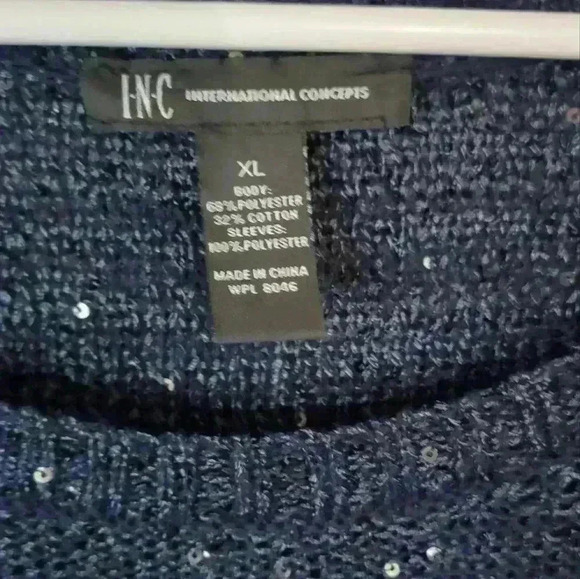 I·N·C INTERNATIONAL CONCEPTS
XL
BODY:
68% POLYESTER
32% COTTON
SLEEVES:
100% POLYESTER
MADE IN CHINA
WPL 8046